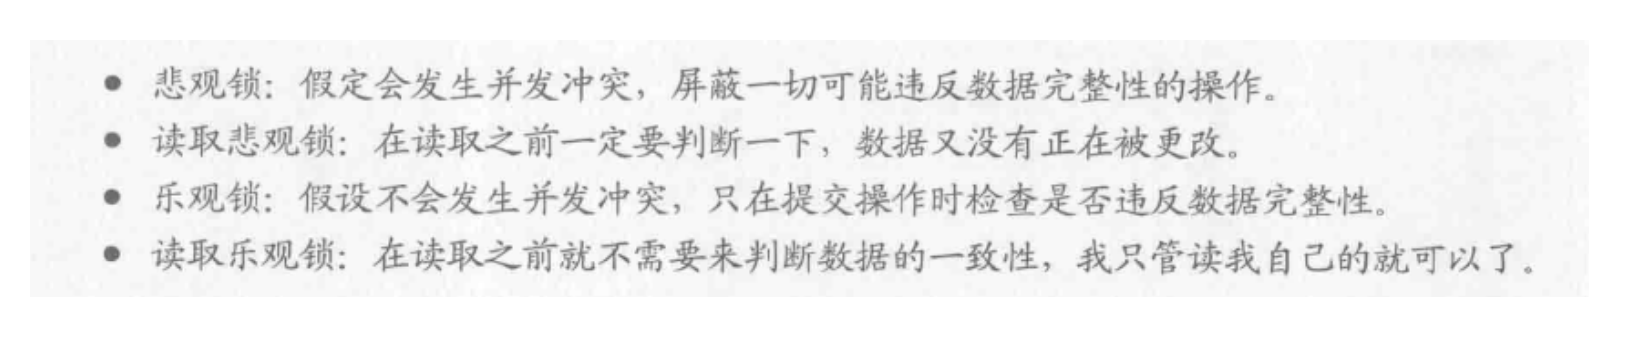 ● 悲观锁：假定会发生并发冲突，屏蔽一切可能违反数据完整性的操作。
● 读取悲观锁：在读取之前一定要判断一下，数据又没有正在被更改。
● 乐观锁：假设不会发生并发冲突，只在提交操作时检查是否违反数据完整性。
● 读取乐观锁：在读取之前就不需要来判断数据的一致性，我只管读我自己的就可以了。